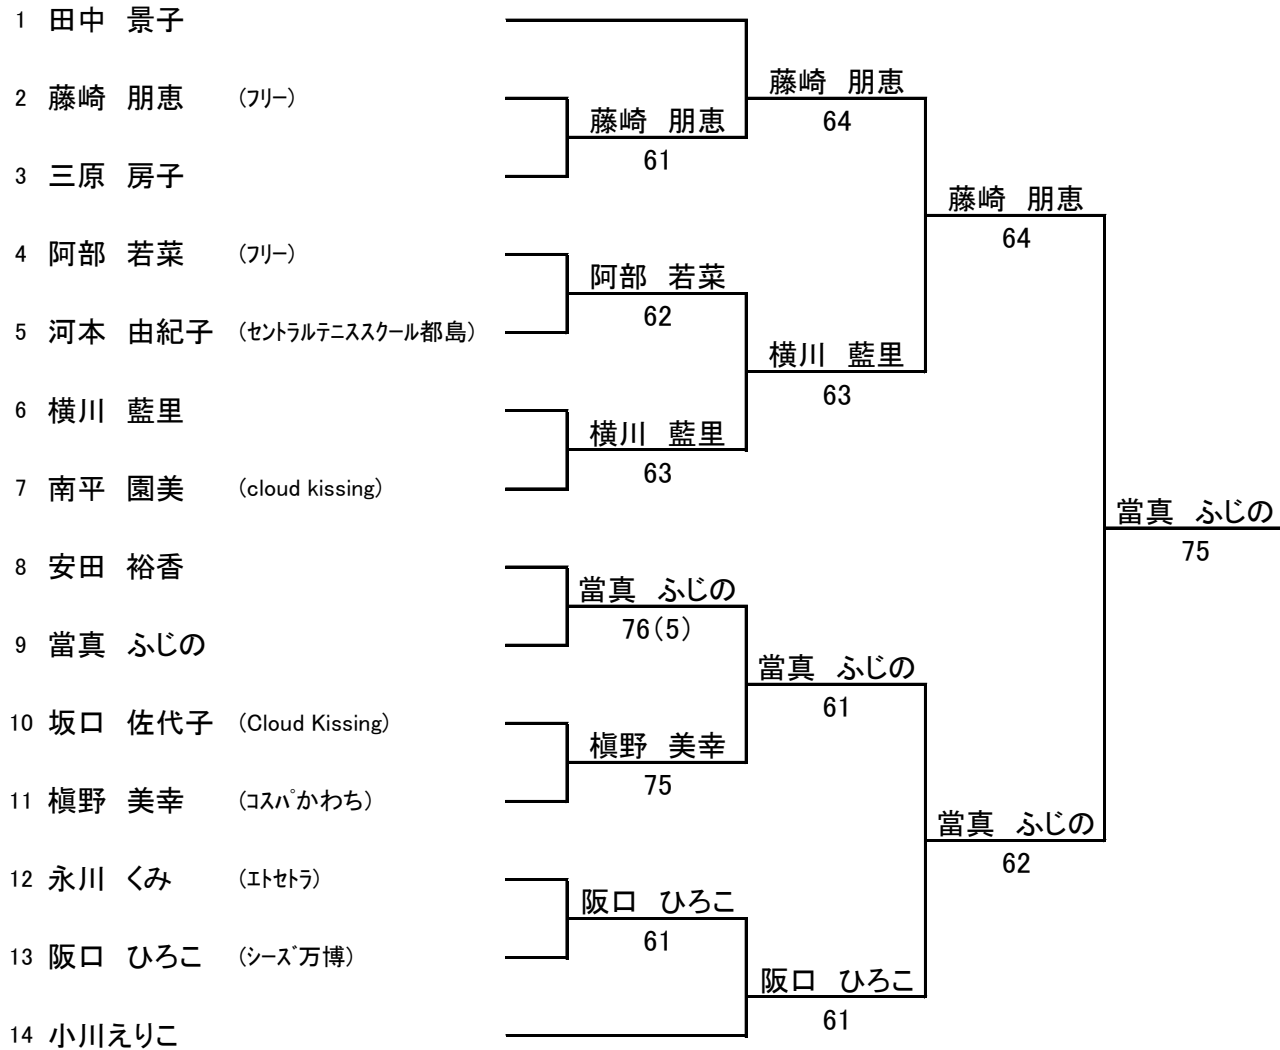 1 田中 景子
2 藤崎 朋恵 (ﾌﾘｰ)
3 三原 房子
4 阿部 若菜 (ﾌﾘｰ)
5 河本 由紀子 (ｾﾝﾄﾗﾙﾃﾆｽｽｸｰﾙ都島)
6 横川 藍里
7 南平 園美 (cloud kissing)
8 安田 裕香
9 當真 ふじの
10 坂口 佐代子 (Cloud Kissing)
11 槇野 美幸 (ｺｽﾊﾟかわち)
12 永川 くみ (ｴﾄｾﾄﾗ)
13 阪口 ひろこ (ｼｰｽﾞ万博)
14 小川えりこ
藤崎 朋恵
61
阿部 若菜
62
横川 藍里
63
當真 ふじの
76(5)
槇野 美幸
75
阪口 ひろこ
61
藤崎 朋恵
64
横川 藍里
63
當真 ふじの
61
阪口 ひろこ
61
藤崎 朋恵
64
當真 ふじの
62
當真 ふじの
75